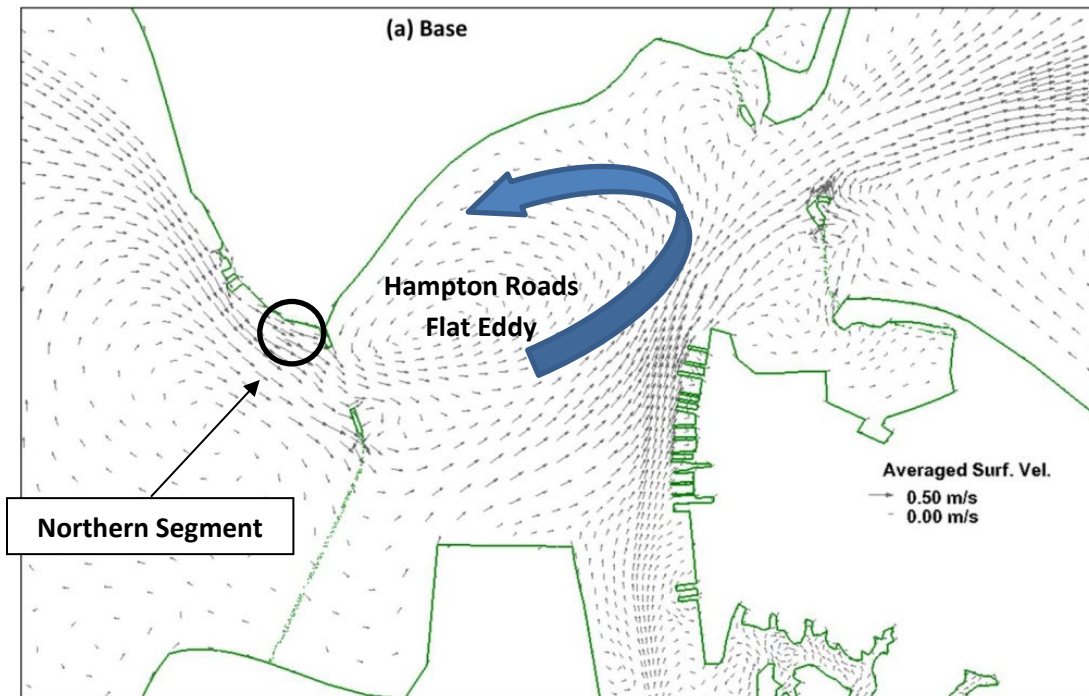 (a) Base
Hampton Roads
Flat Eddy
Northern Segment
Averaged Surf. Vel.
0.50 m/s
0.00 m/s